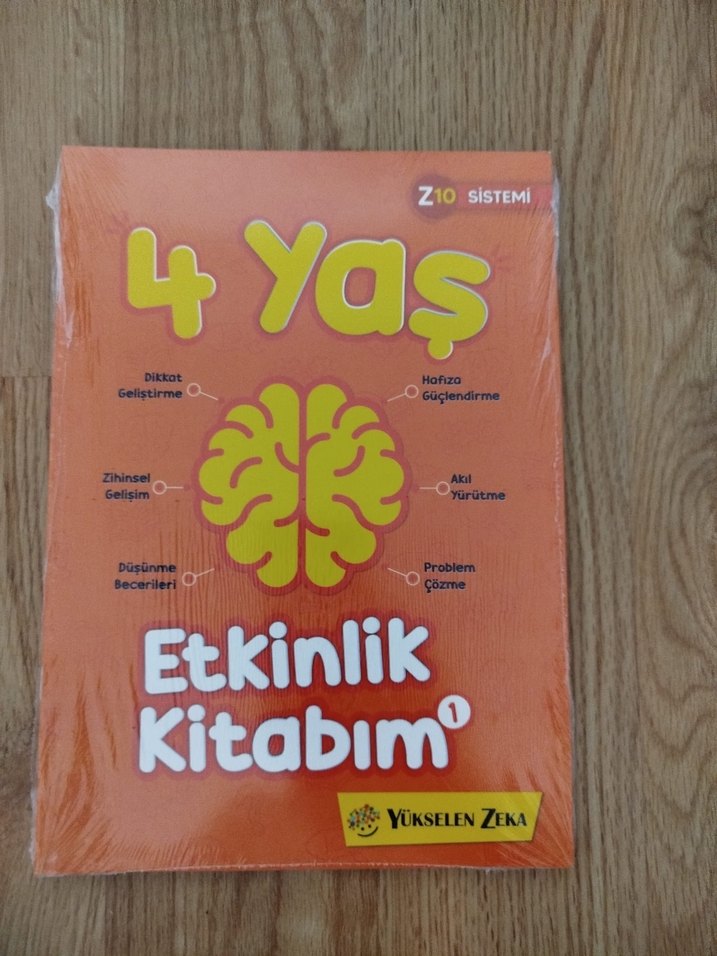 Z10 SİSTEMİ
4 Yaş
Dikkat
Geliştirme
Hafıza
Güçlendirme
Zihinsel
Gelişim
Akıl
Yürütme
Düşünme
Becerileri
Problem
Çözme
Etkinlik
Kitabım 1
YÜKSELEN ZEKA